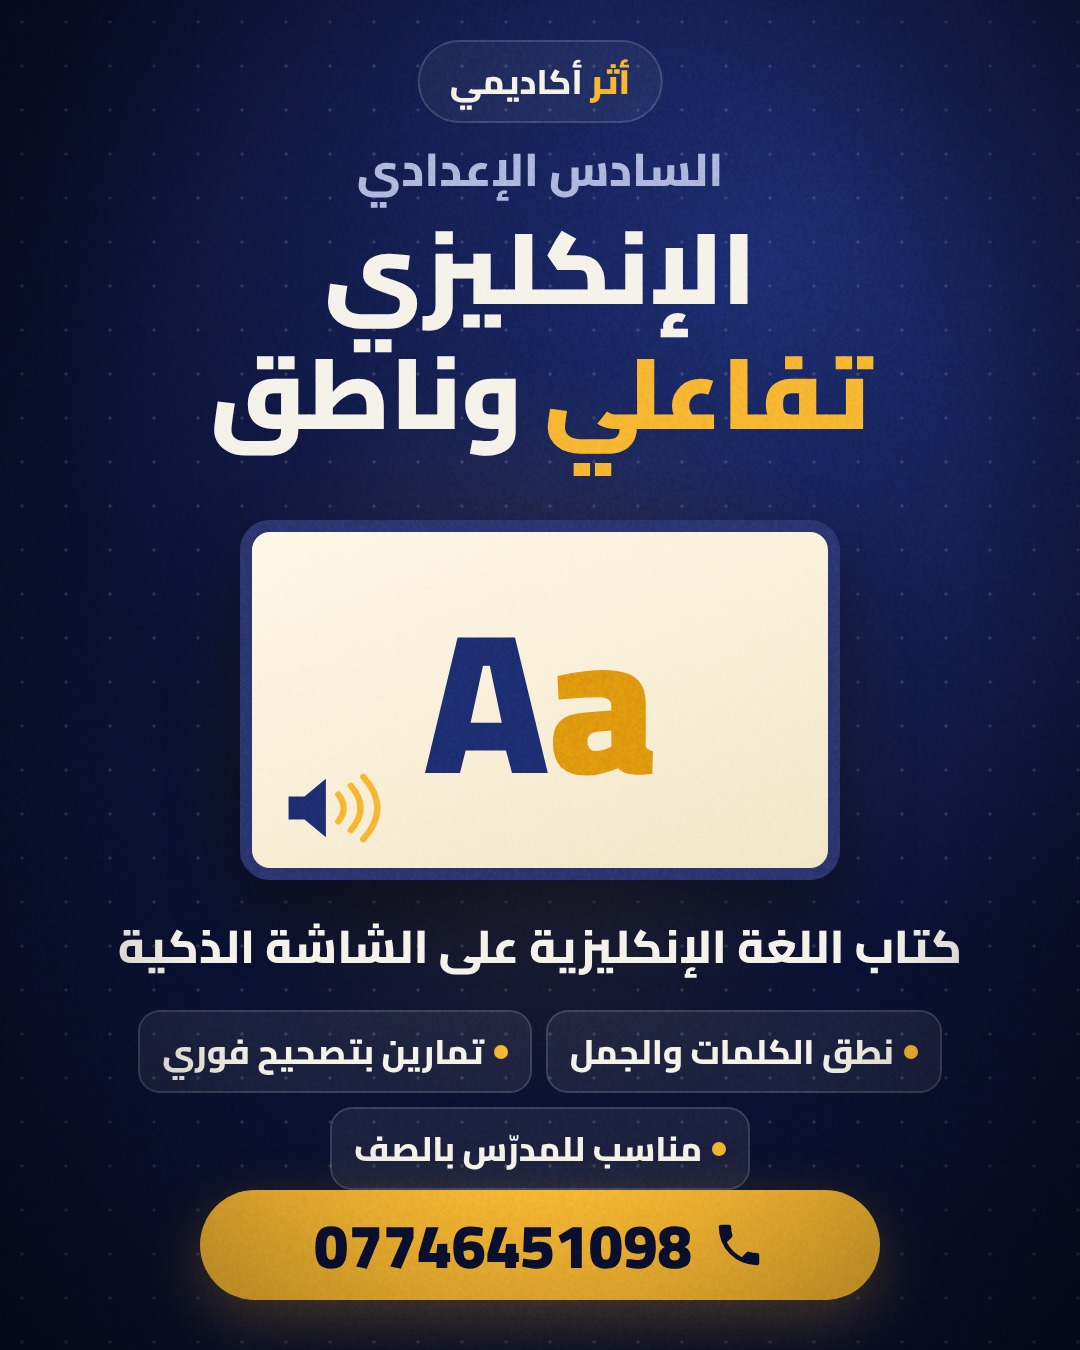 أثر أكاديمي
السادس الإعدادي
الإنكليزي
تفاعلي وناطق
Aa
كتاب اللغة الإنكليزية على الشاشة الذكية
• نطق الكلمات والجمل
• تمارين بتصحيح فوري
• مناسب للمدرّس بالصف
07746451098